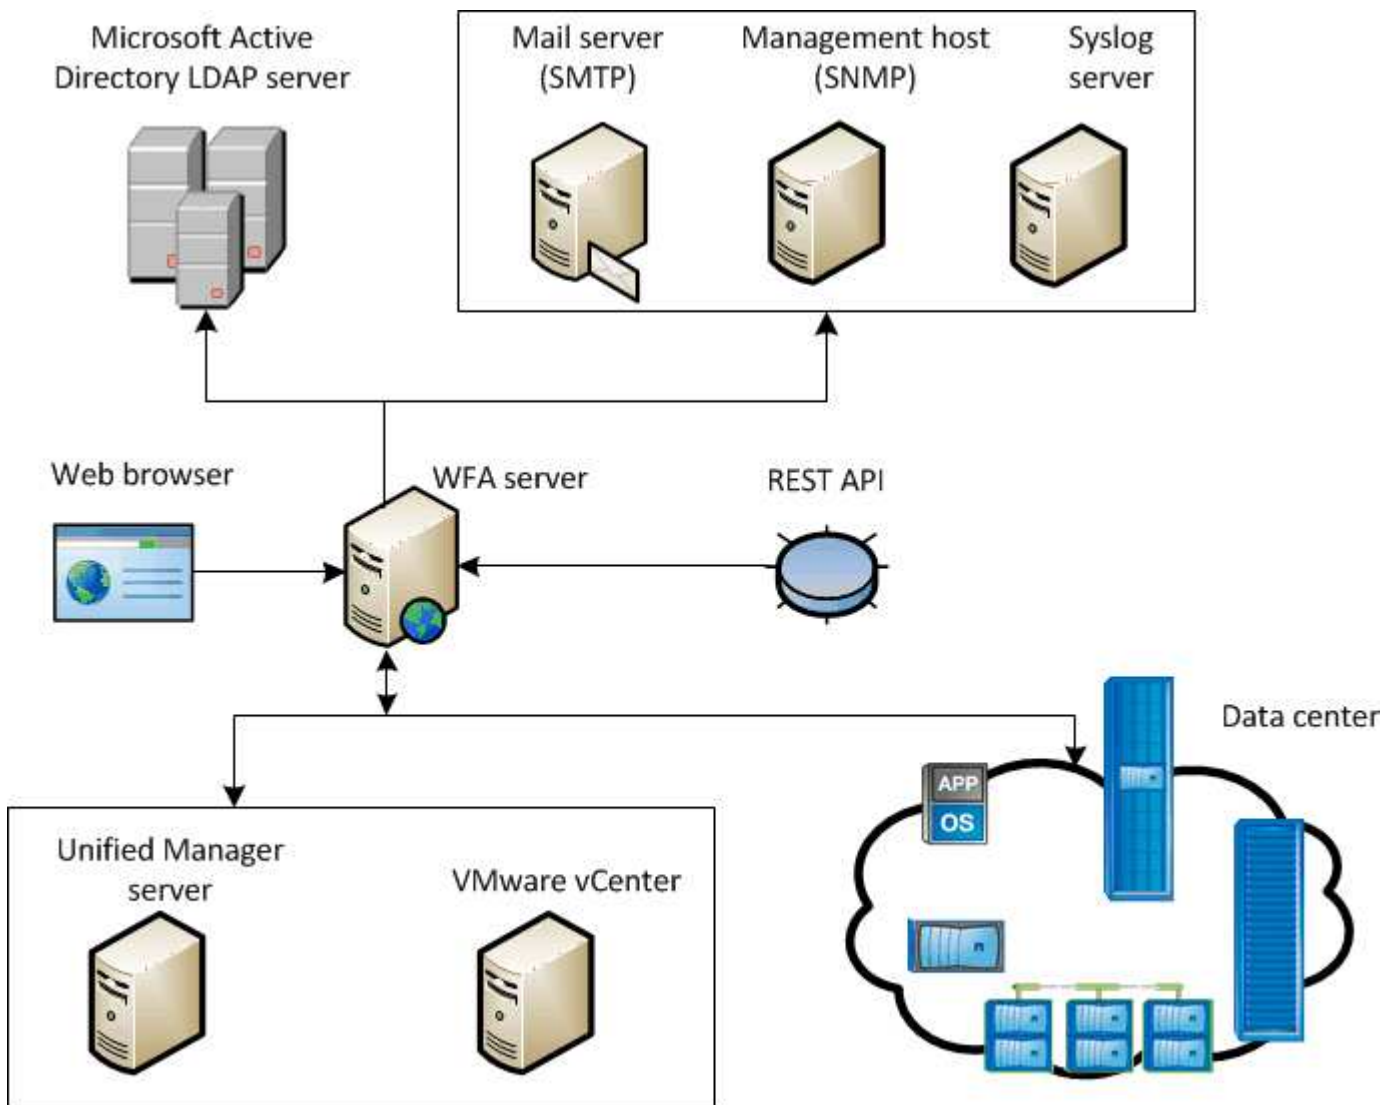 Microsoft Active
Directory LDAP server
Mail server
(SMTP)
Management host
(SNMP)
Syslog
server
Web browser
WFA server
REST API
Data center
APP
OS
Unified Manager
server
VMware vCenter